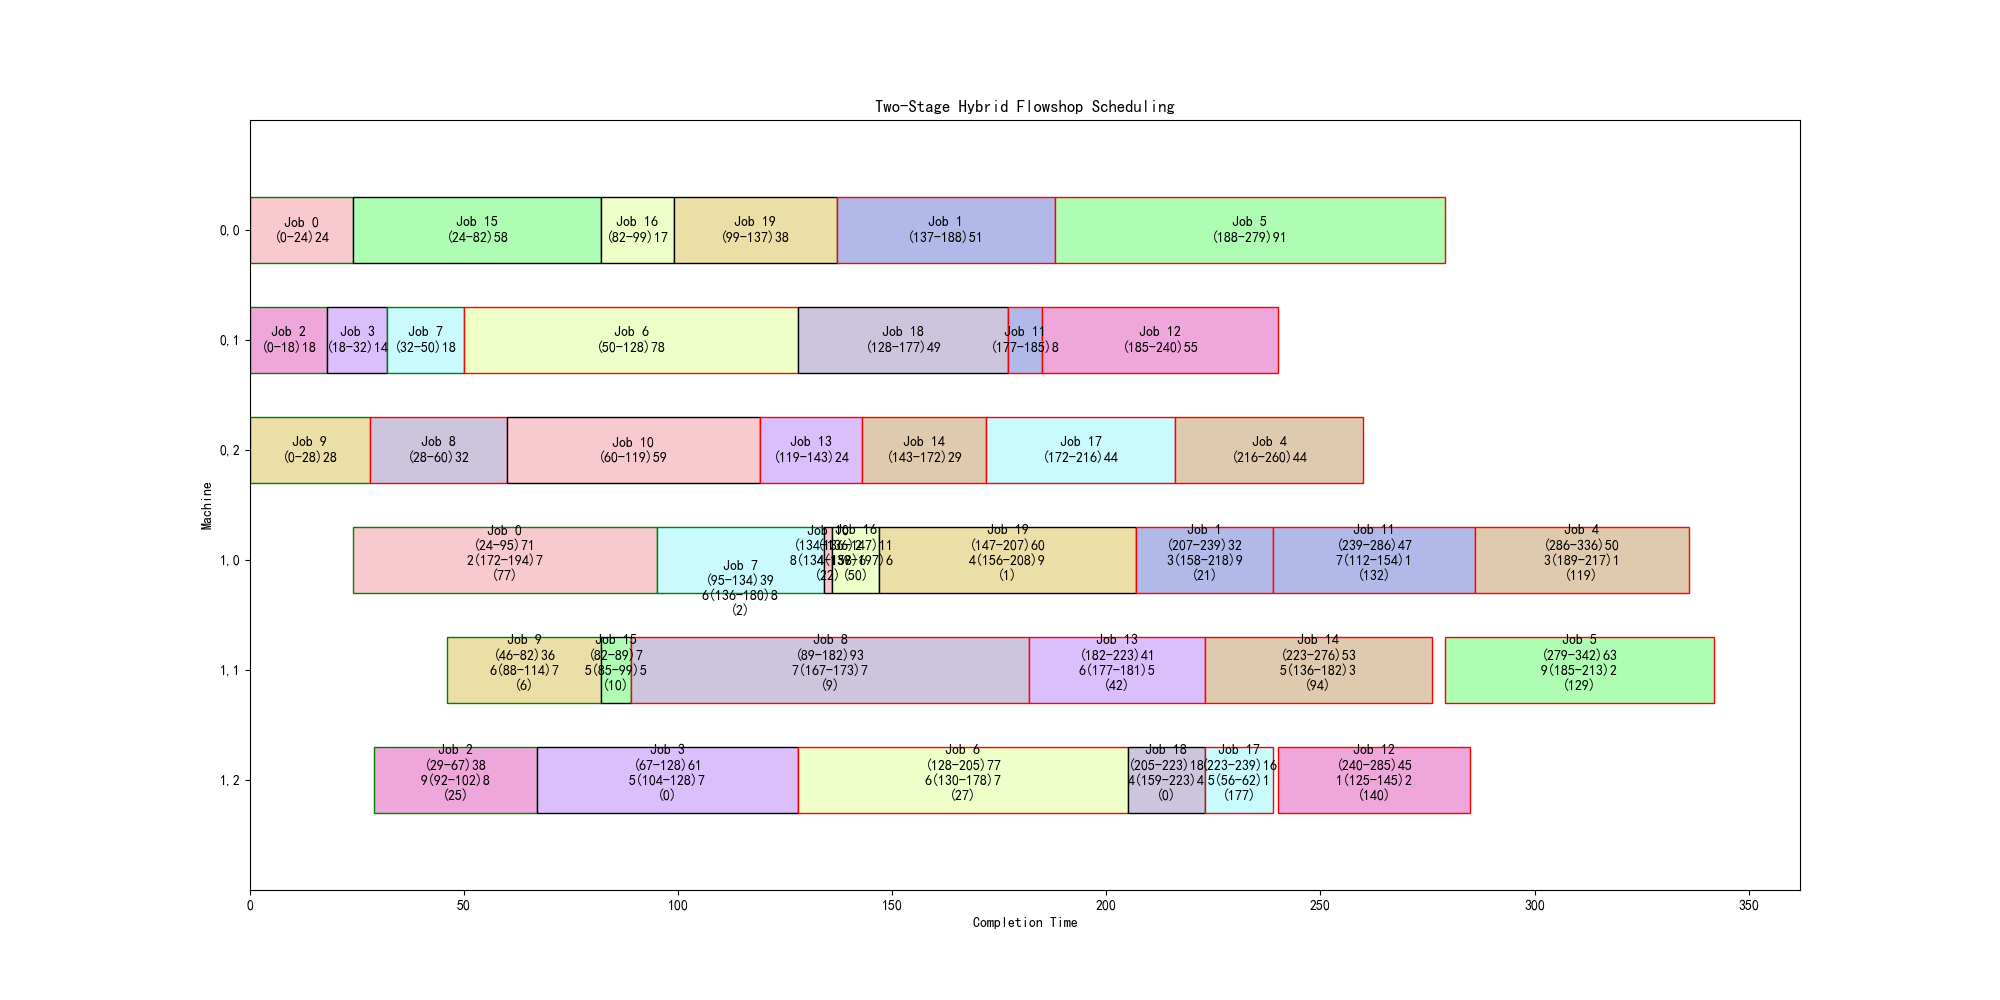 Two-Stage Hybrid Flowshop Scheduling
0,0
Job 0
(0-24)24
Job 15
(24-82)58
Job 16
(82-99)17
Job 19
(99-137)38
Job 1
(137-188)51
Job 5
(188-279)91
0,1
Job 2
(0-18)18
Job 3
(18-32)14
Job 7
(32-50)18
Job 6
(50-128)78
Job 18
(128-177)49
Job 11
(177-185)8
Job 12
(185-240)55
0,2
Job 9
(0-28)28
Job 8
(28-60)32
Job 10
(60-119)59
Job 13
(119-143)24
Job 14
(143-172)29
Job 17
(172-216)44
Job 4
(216-260)44
Machine
1,0
Job 0
(24-95)71
2(172-194)7
(77)
Job 7
(95-134)39
6(136-180)8
(2)
Job 10
(134-136)2
(22)
Job 16
(136-147)11
(50)
Job 19
(147-207)60
4(156-208)9
(1)
Job 1
(207-239)32
3(158-218)9
(21)
Job 11
(239-286)47
7(112-154)1
(132)
Job 4
(286-336)50
3(189-217)1
(119)
1,1
Job 9
(46-82)36
6(88-114)7
(6)
Job 15
(82-89)7
5(85-99)5
(10)
Job 8
(89-182)93
7(167-173)7
(9)
Job 13
(182-223)41
6(177-181)5
(42)
Job 14
(223-276)53
5(136-182)3
(94)
Job 5
(279-342)63
9(185-213)2
(129)
1,2
Job 2
(29-67)38
9(92-102)8
(25)
Job 3
(67-128)61
5(104-128)7
(0)
Job 6
(128-205)77
6(130-178)7
(27)
Job 18
(205-223)18
4(159-223)4
(0)
Job 17
(223-239)16
5(56-62)1
(177)
Job 12
(240-285)45
1(125-145)2
(140)
0 50 100 150 200 250 300 350
Completion Time